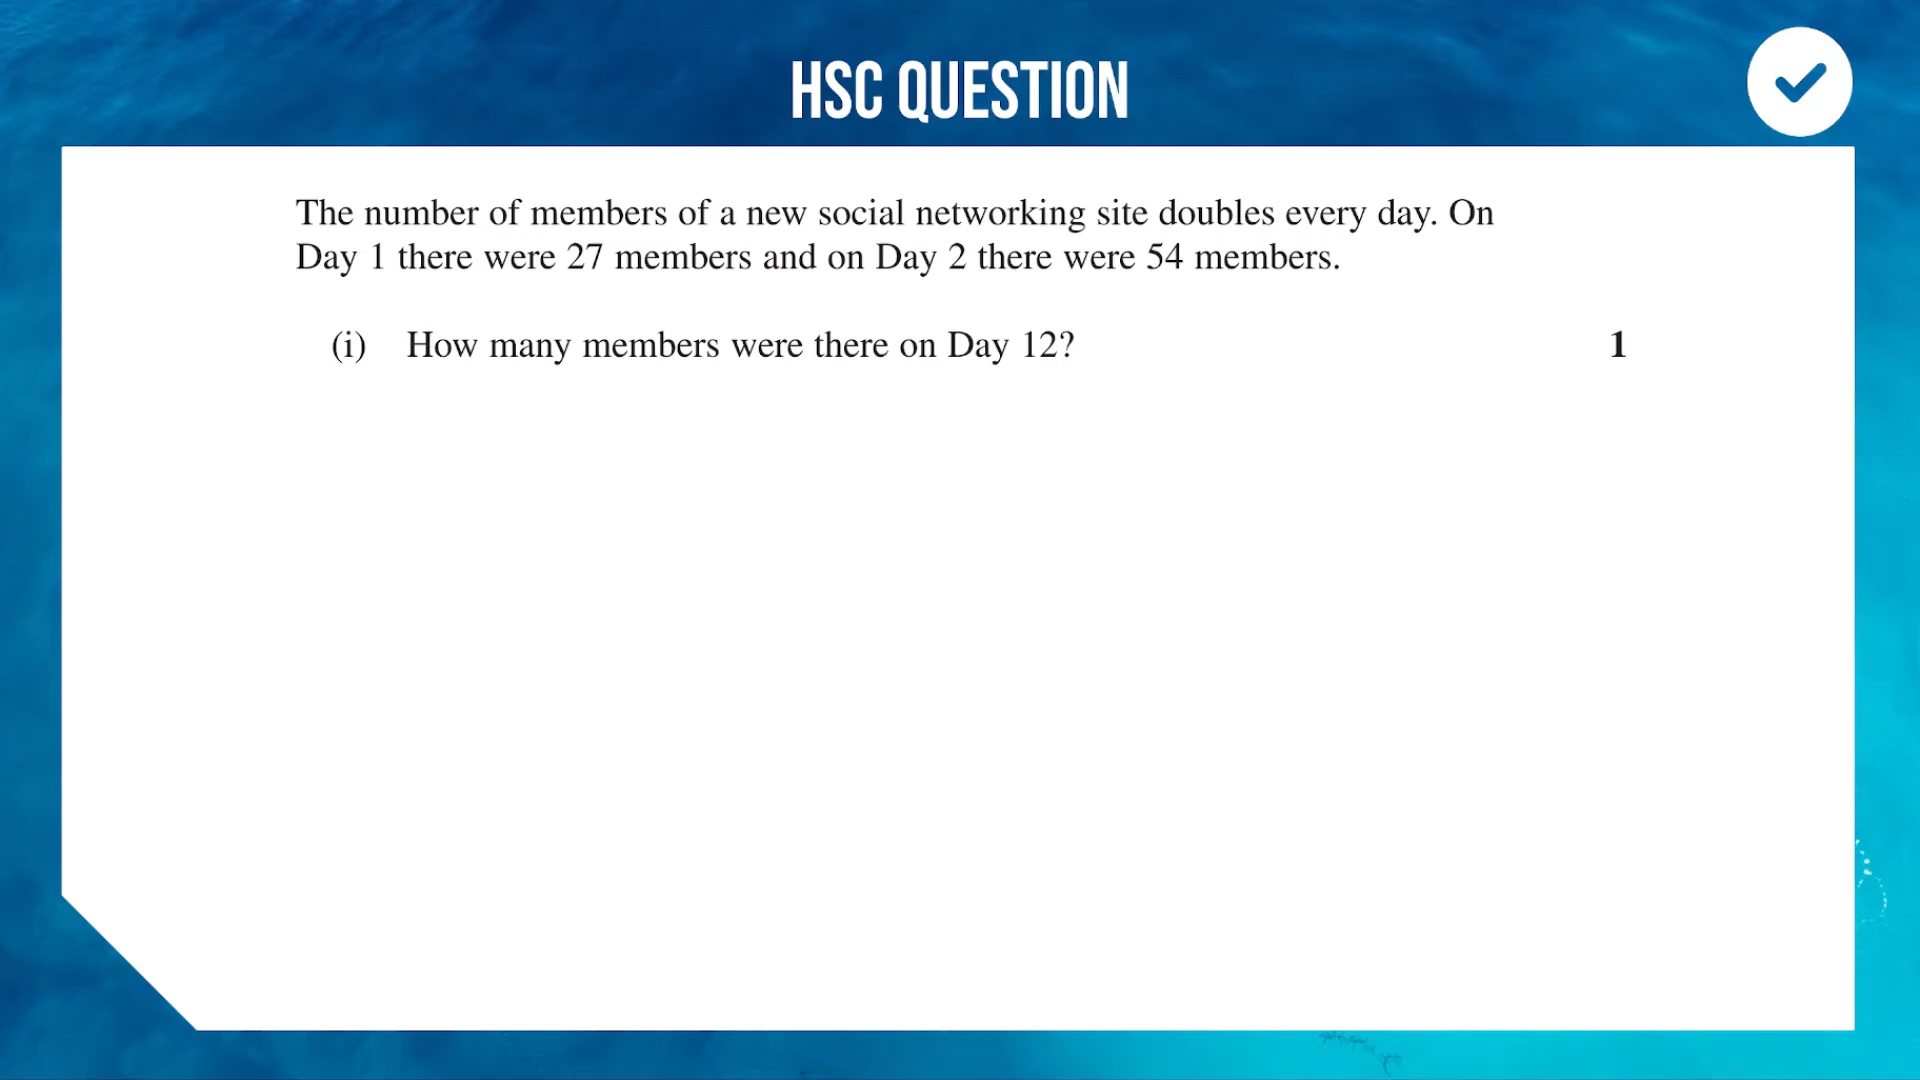 HSC QUESTION
The number of members of a new social networking site doubles every day. On
Day 1 there were 27 members and on Day 2 there were 54 members.
(i) How many members were there on Day 12? 1